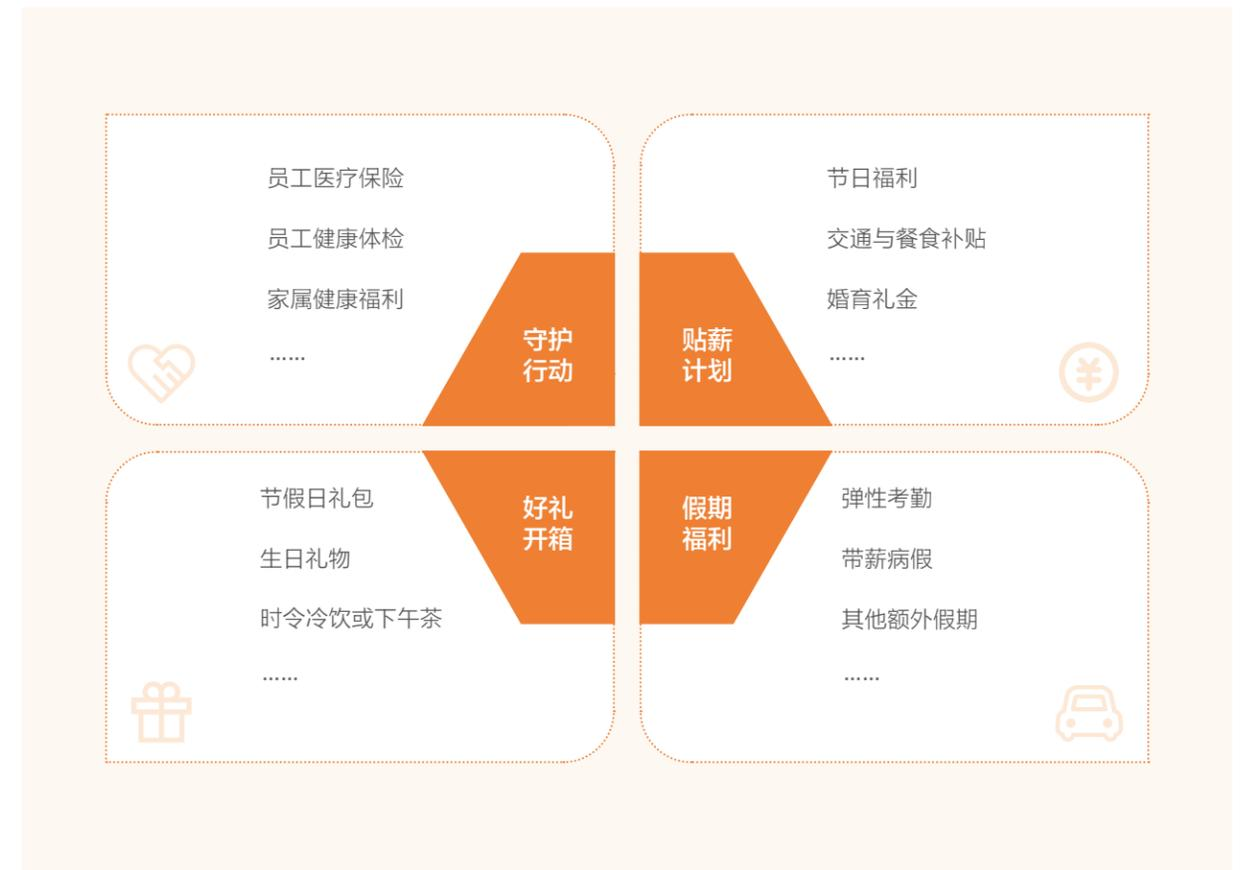 员工医疗保险
员工健康体检
家属健康福利
……
守护
行动
节日福利
交通与餐食补贴
婚育礼金
……
贴薪
计划
节假日礼包
生日礼物
时令冷饮或下午茶
……
好礼
开箱
弹性考勤
带薪病假
其他额外假期
……
假期
福利